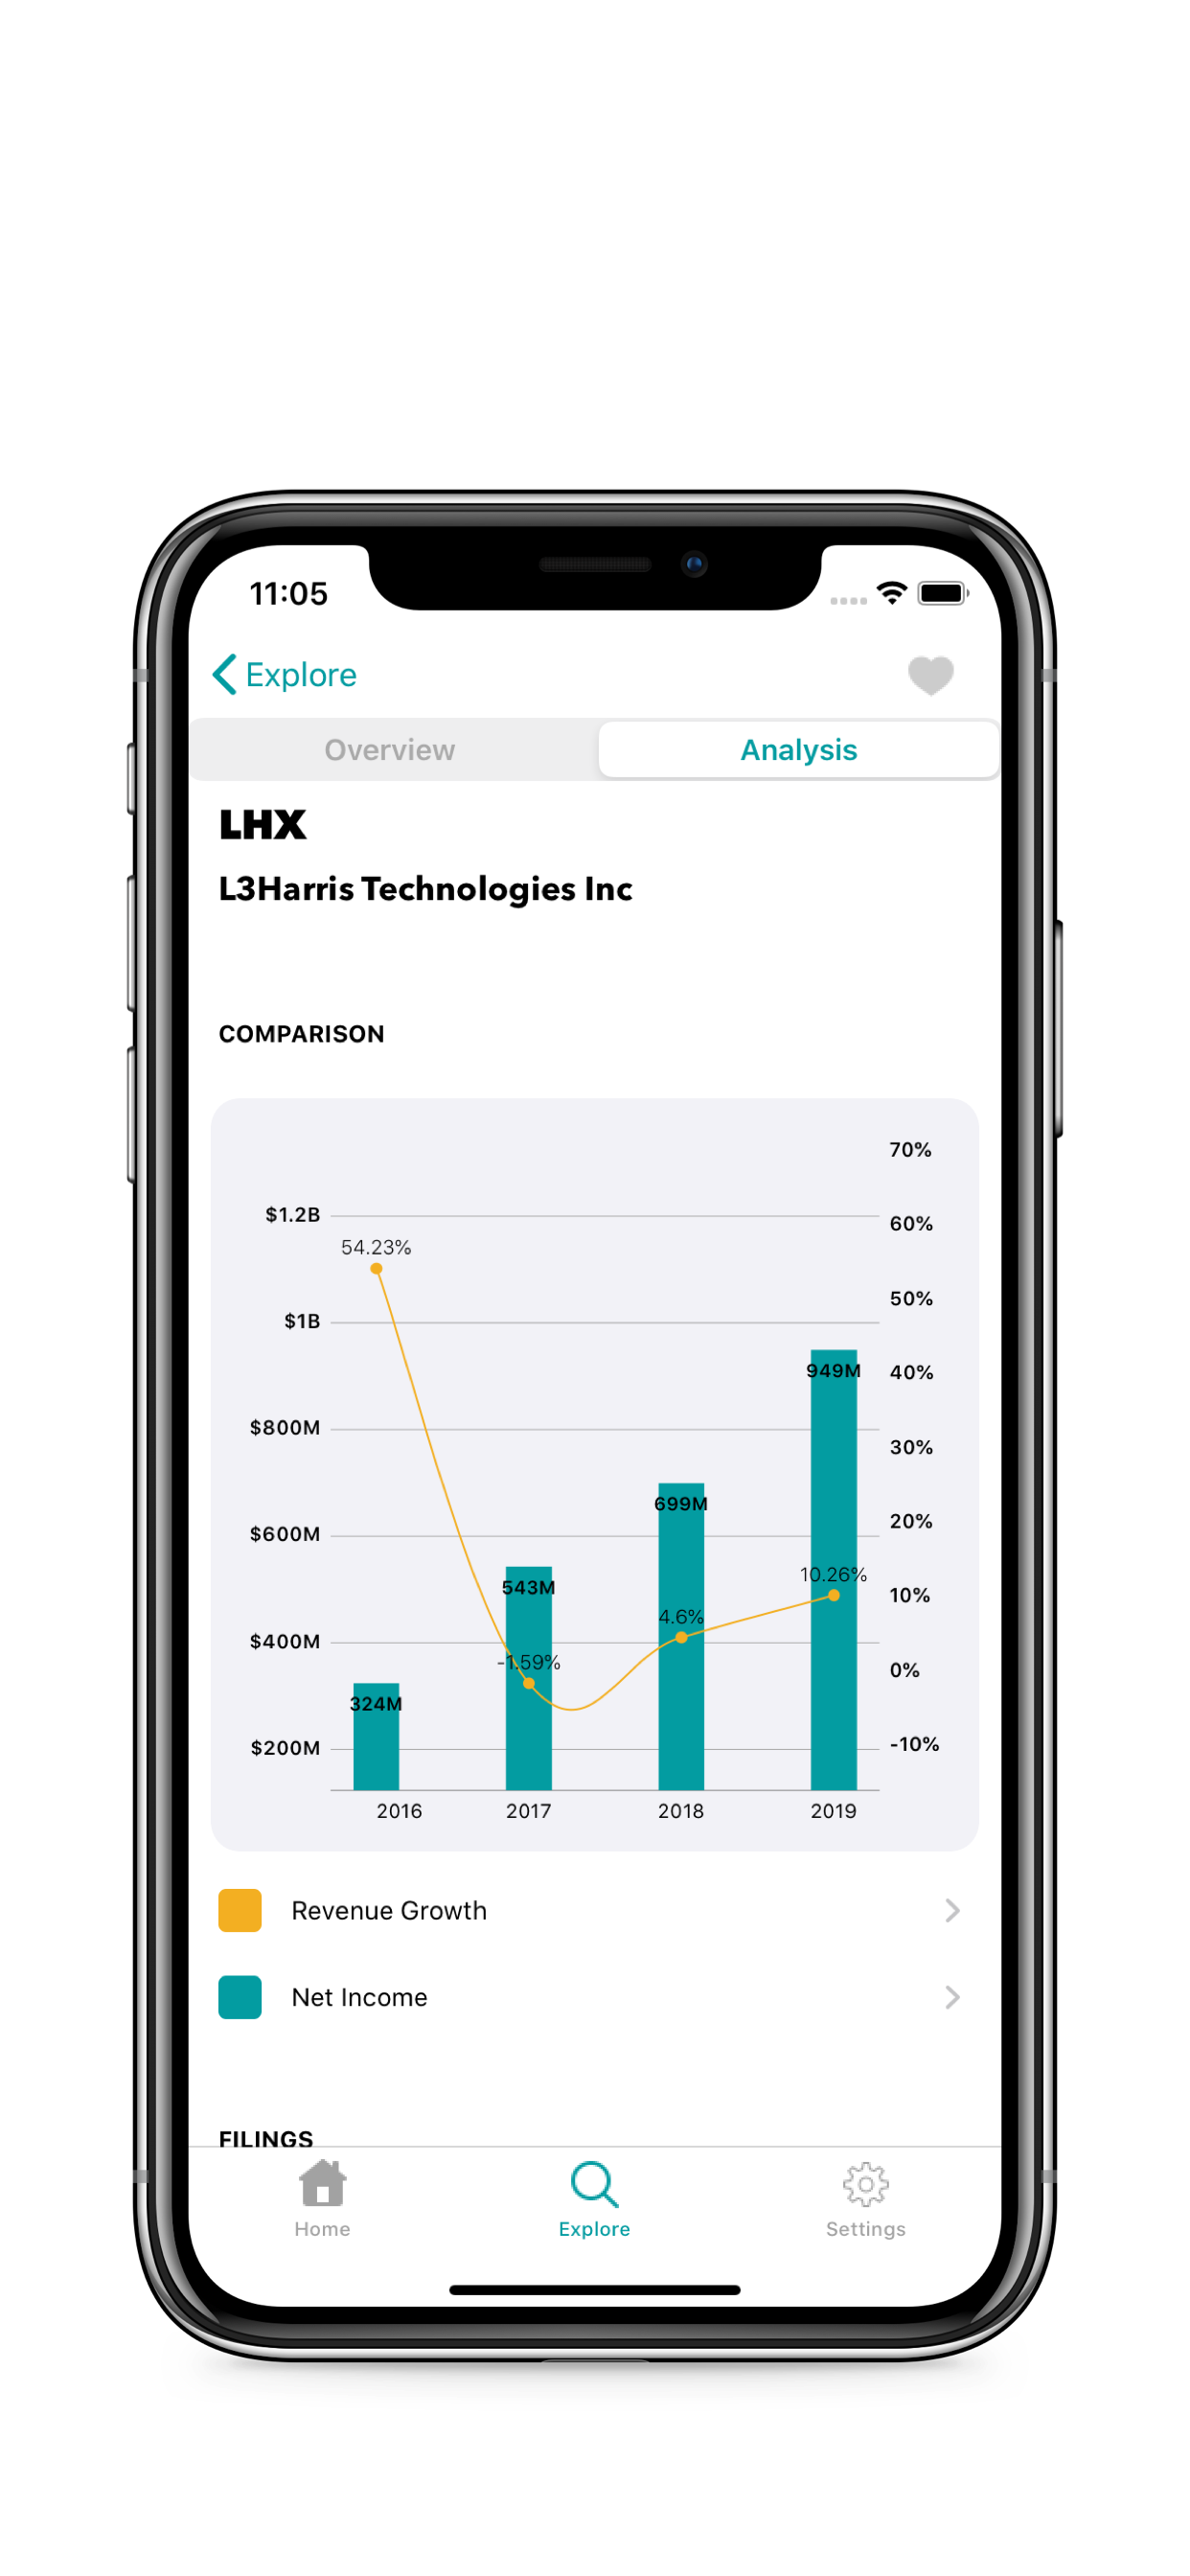 11:05
Explore
Overview
Analysis
LHX
L3Harris Technologies Inc
COMPARISON
70%
$1.2B
60%
54.23%
50%
$1B
949M
40%
$800M
30%
699M
20%
$600M
10.26%
543M
10%
4.6%
$400M
-1.59%
0%
324M
$200M
-10%
2016 2017 2018 2019
Revenue Growth
Net Income
FILINGS
Home
Explore
Settings